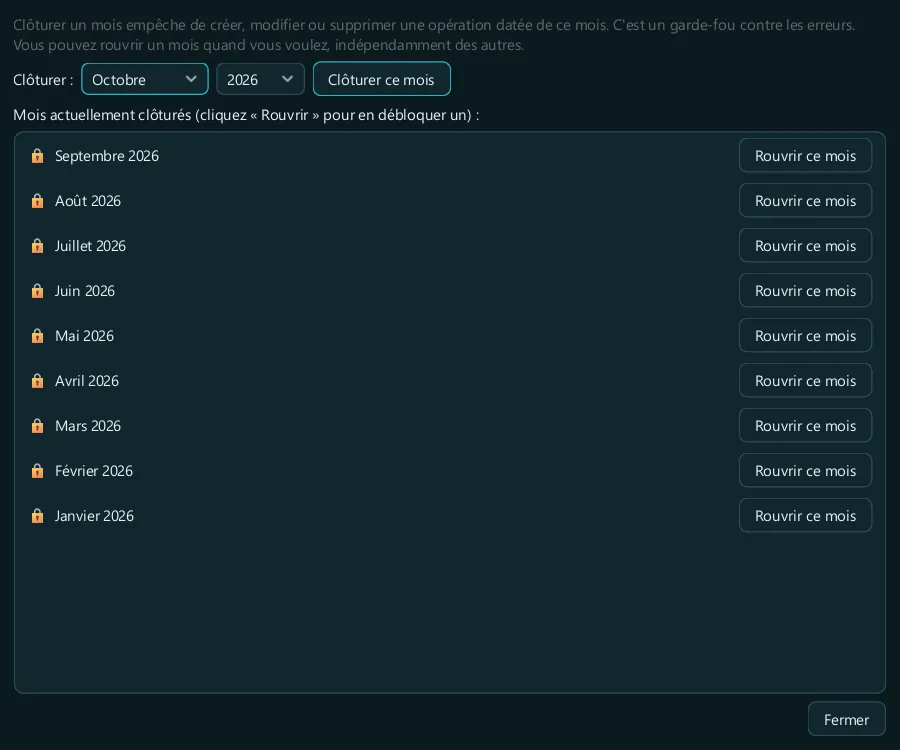 Clôturer un mois empêche de créer, modifier ou supprimer une opération datée de ce mois. C'est un garde-fou contre les erreurs.
Vous pouvez rouvrir un mois quand vous voulez, indépendamment des autres.
Clôturer : Octobre 2026 Clôturer ce mois
Mois actuellement clôturés (cliquez « Rouvrir » pour en débloquer un) :
Septembre 2026 Rouvrir ce mois
Août 2026 Rouvrir ce mois
Juillet 2026 Rouvrir ce mois
Juin 2026 Rouvrir ce mois
Mai 2026 Rouvrir ce mois
Avril 2026 Rouvrir ce mois
Mars 2026 Rouvrir ce mois
Février 2026 Rouvrir ce mois
Janvier 2026 Rouvrir ce mois
Fermer